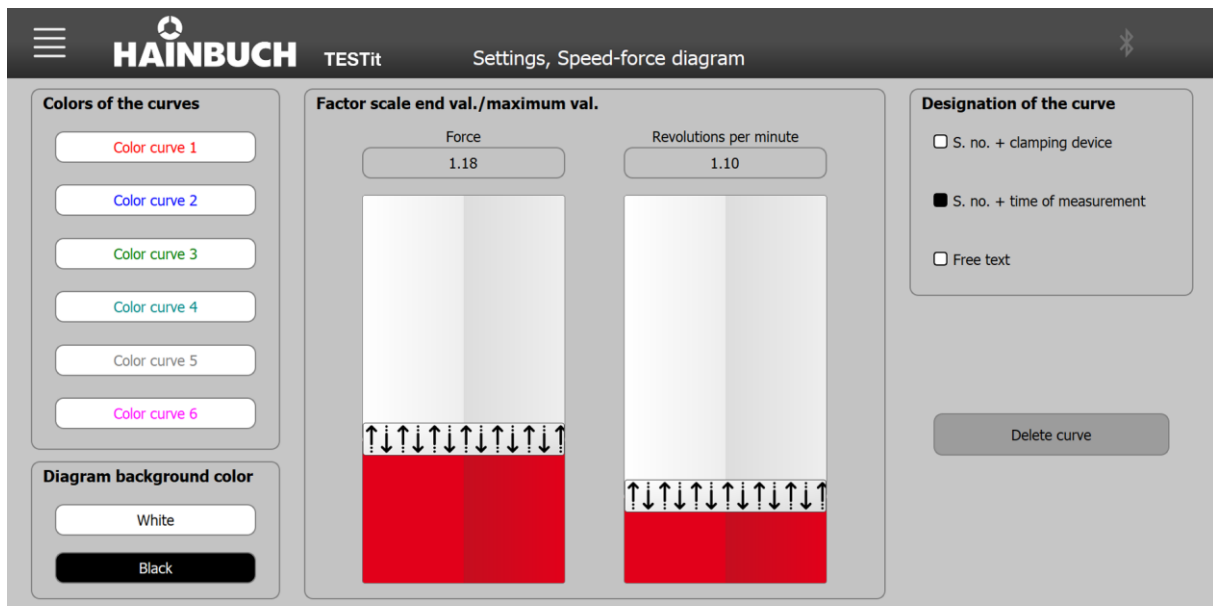 HAINBUCH TESTit Settings, Speed-force diagram
Colors of the curves
Color curve 1
Color curve 2
Color curve 3
Color curve 4
Color curve 5
Color curve 6
Diagram background color
White
Black
Factor scale end val./maximum val.
Force
1.18
Revolutions per minute
1.10
Designation of the curve
S. no. + clamping device
S. no. + time of measurement
Free text
Delete curve